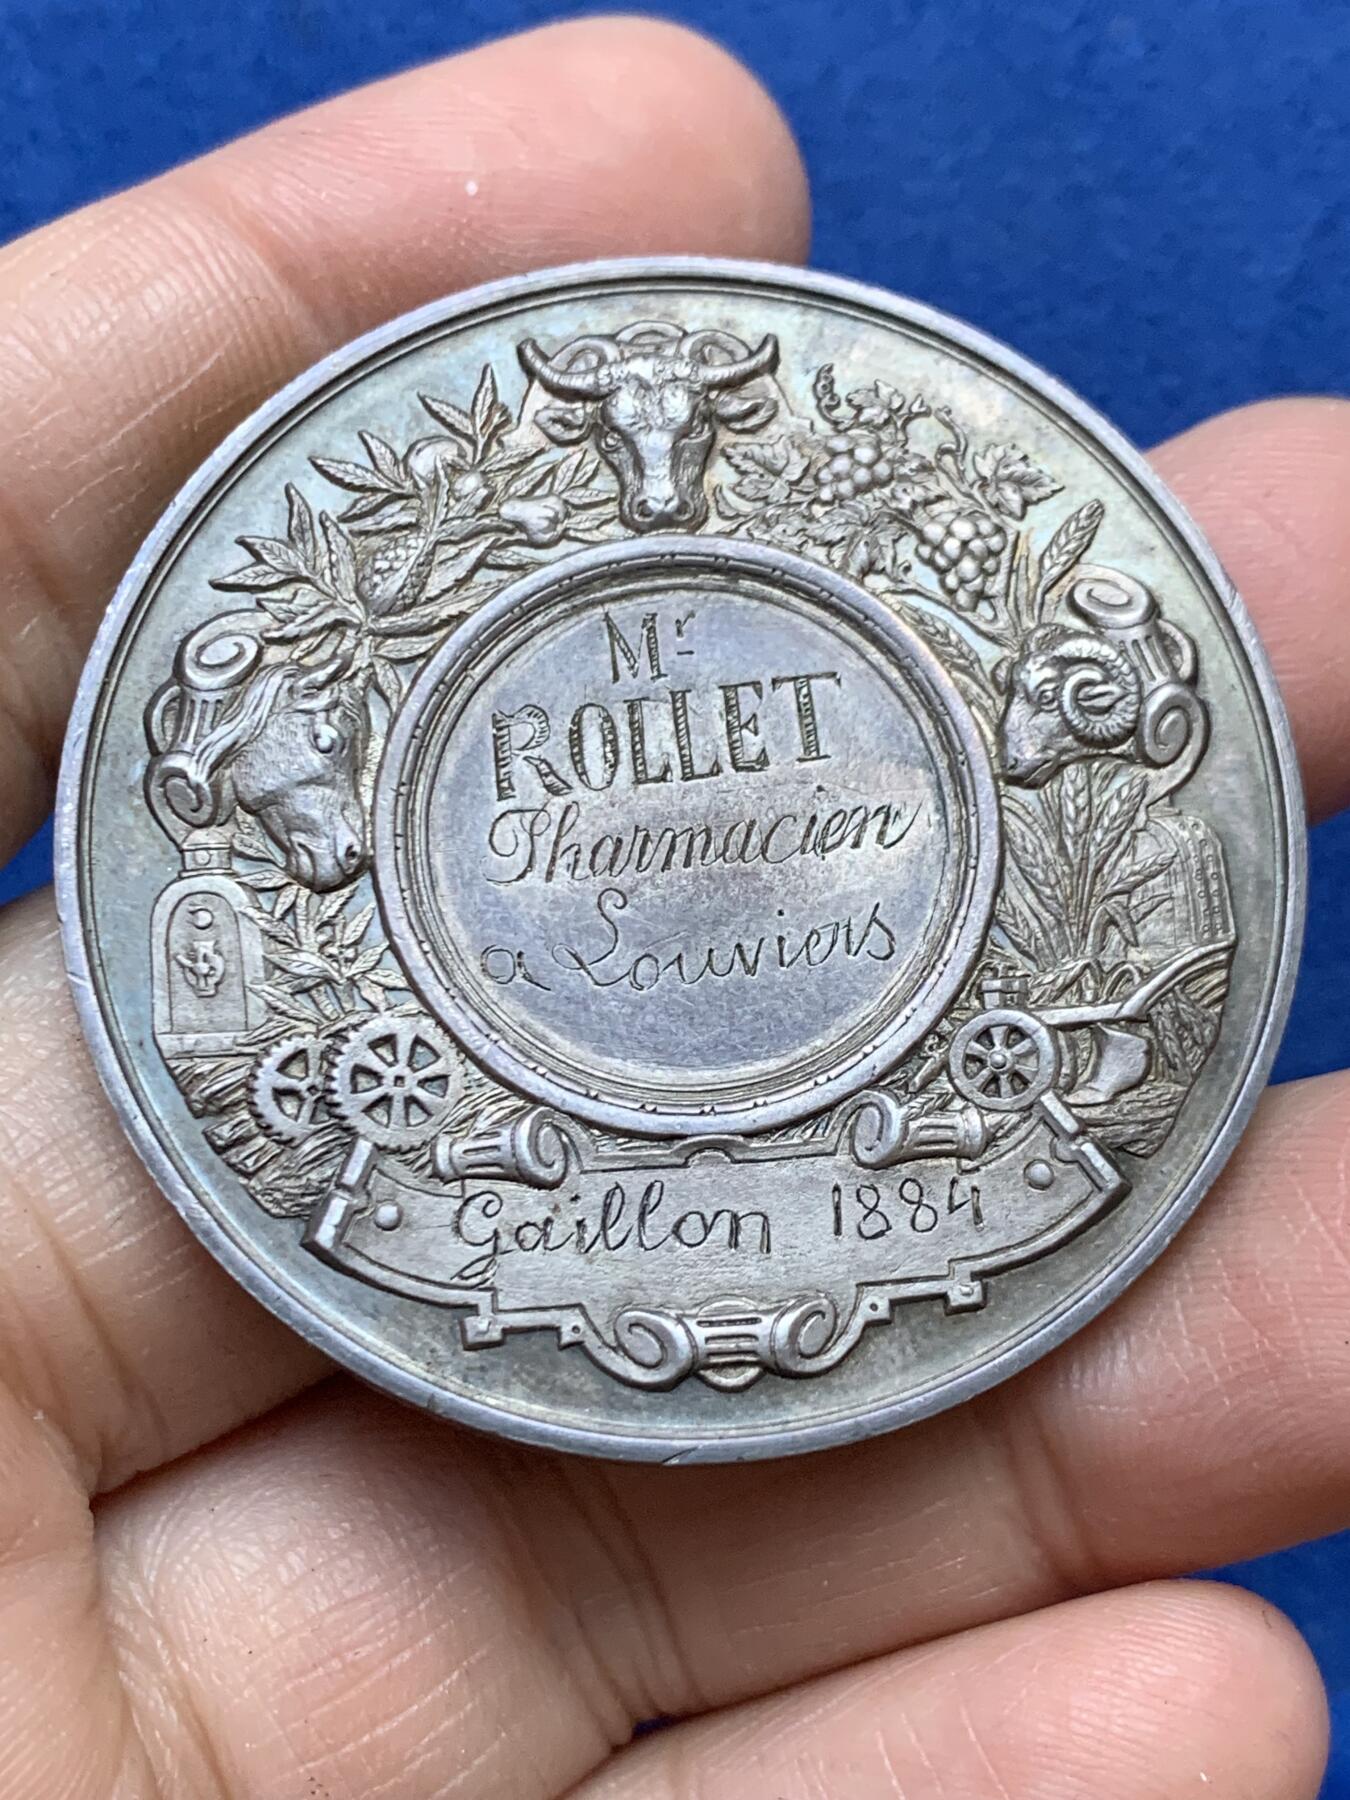 Mr
ROLLET
Pharmacien
a Louviers
Gaillon 1884